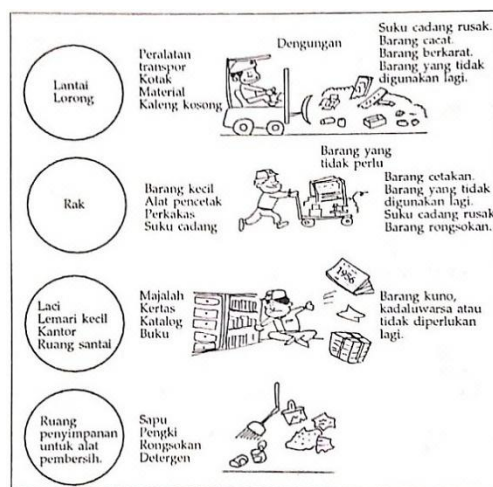 Lantai
Lorong
Peralatan
transpor
Kotak
Material
Kaleng kosong
Dengungan
Suku cadang rusak.
Barang cacat.
Barang berkarat.
Barang yang tidak
digunakan lagi.
Rak
Barang kecil
Alat pencetak
Perkakas
Suku cadang
Barang yang
tidak perlu
Barang cetakan.
Barang yang tidak
digunakan lagi.
Suku cadang rusak
Barang rongsokan.
Laci
Lemari kecil
Kantor
Ruang santai
Majalah
Kertas
Katalog
Buku
1986
Barang kuno,
kadaluwarsa atau
tidak diperlukan
lagi.
Ruang
penyimpanan
untuk alat
pembersih.
Sapu
Pengki
Rongsokan
Detergen